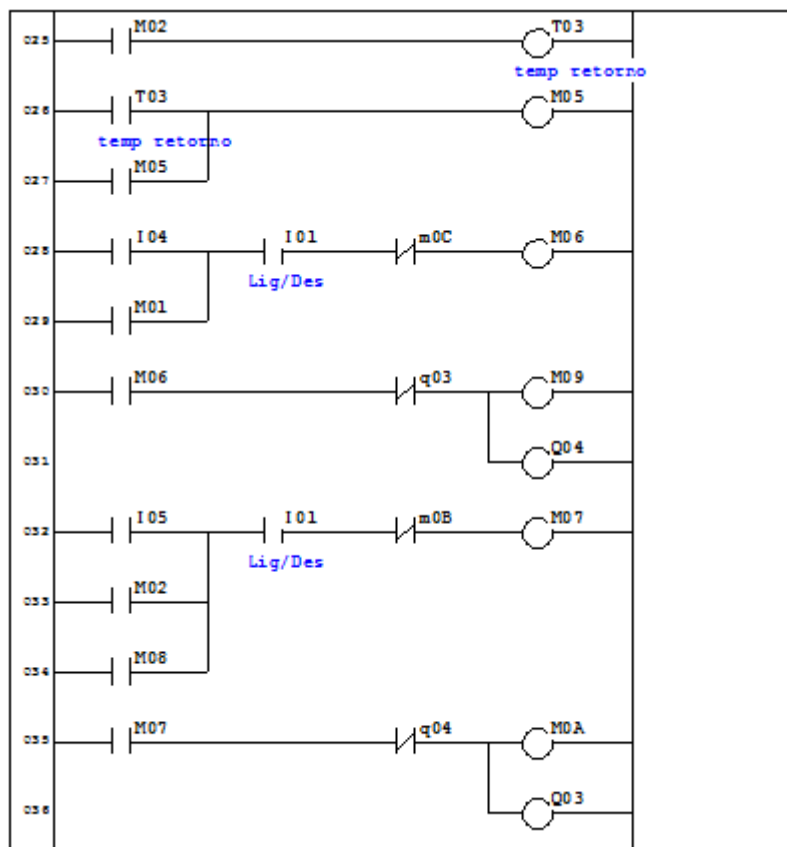 025 M02 T03
temp retorno
026 T03 M05
temp retorno
027 M05
028 I04 I01 m0C M06
Lig/Des
029 M01
030 M06 q03 M09
031 Q04
032 I05 I01 m0B M07
Lig/Des
033 M02
034 M08
035 M07 q04 M0A
036 Q03